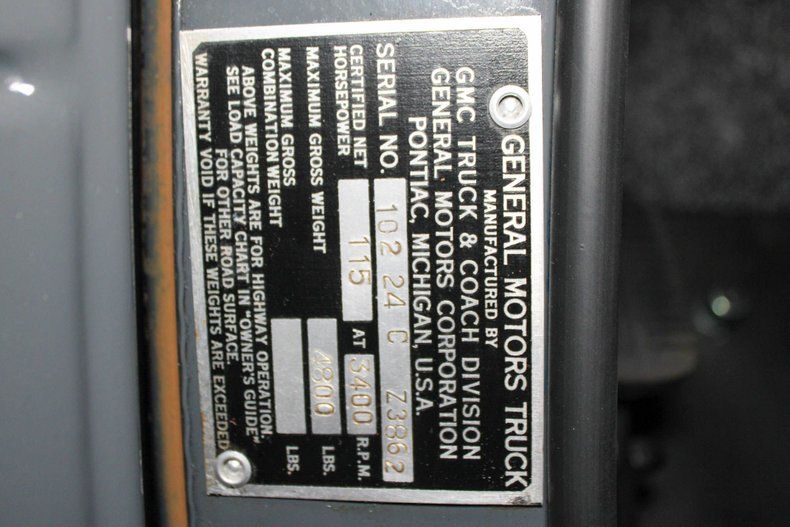 GENERAL MOTORS TRUCK
MANUFACTURED BY
GMC TRUCK & COACH DIVISION
GENERAL MOTORS CORPORATION
PONTIAC, MICHIGAN, U.S.A.
SERIAL NO. 102 24 C Z3862
CERTIFIED NET
HORSEPOWER 115 AT 3400 R.P.M.
MAXIMUM GROSS WEIGHT 4800 LBS.
MAXIMUM GROSS
COMBINATION WEIGHT LBS.
ABOVE WEIGHTS ARE FOR HIGHWAY OPERATION.
SEE LOAD CAPACITY CHART IN "OWNER'S GUIDE"
FOR OTHER ROAD SURFACE.
WARRANTY VOID IF THESE WEIGHTS ARE EXCEEDED